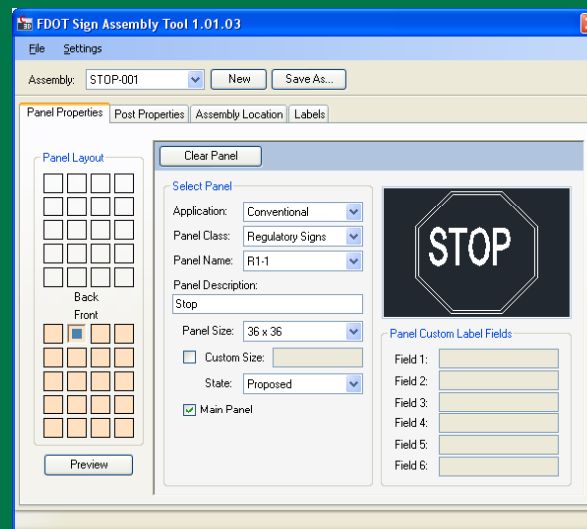 FDOT Sign Assembly Tool 1.01.03
File Settings
Assembly: STOP-001 New Save As...
Panel Properties Post Properties Assembly Location Labels
Panel Layout
Back
Front
Preview
Clear Panel
Select Panel
Application: Conventional
Panel Class: Regulatory Signs
Panel Name: R1-1
Panel Description:
Stop
Panel Size: 36 x 36
Custom Size:
State: Proposed
Main Panel
STOP
Panel Custom Label Fields
Field 1:
Field 2:
Field 3:
Field 4:
Field 5:
Field 6: